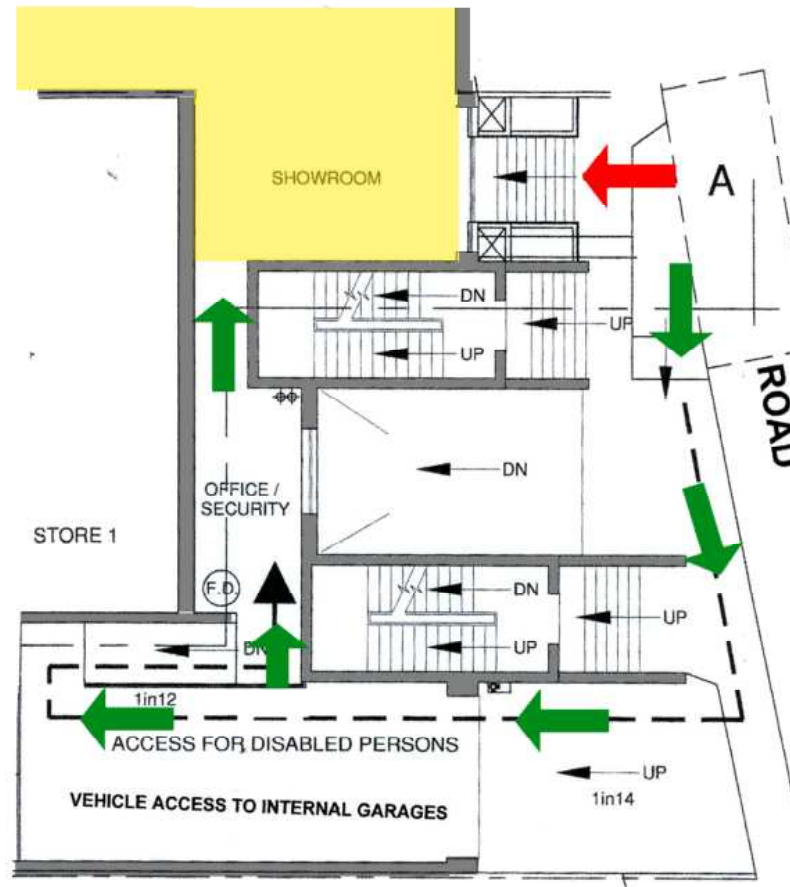 SHOWROOM
A
DN
UP
UP
ROAD
DN
OFFICE /
SECURITY
STORE 1
F.D.
DN
UP
UP
DN
1in12
ACCESS FOR DISABLED PERSONS
UP
1in14
VEHICLE ACCESS TO INTERNAL GARAGES